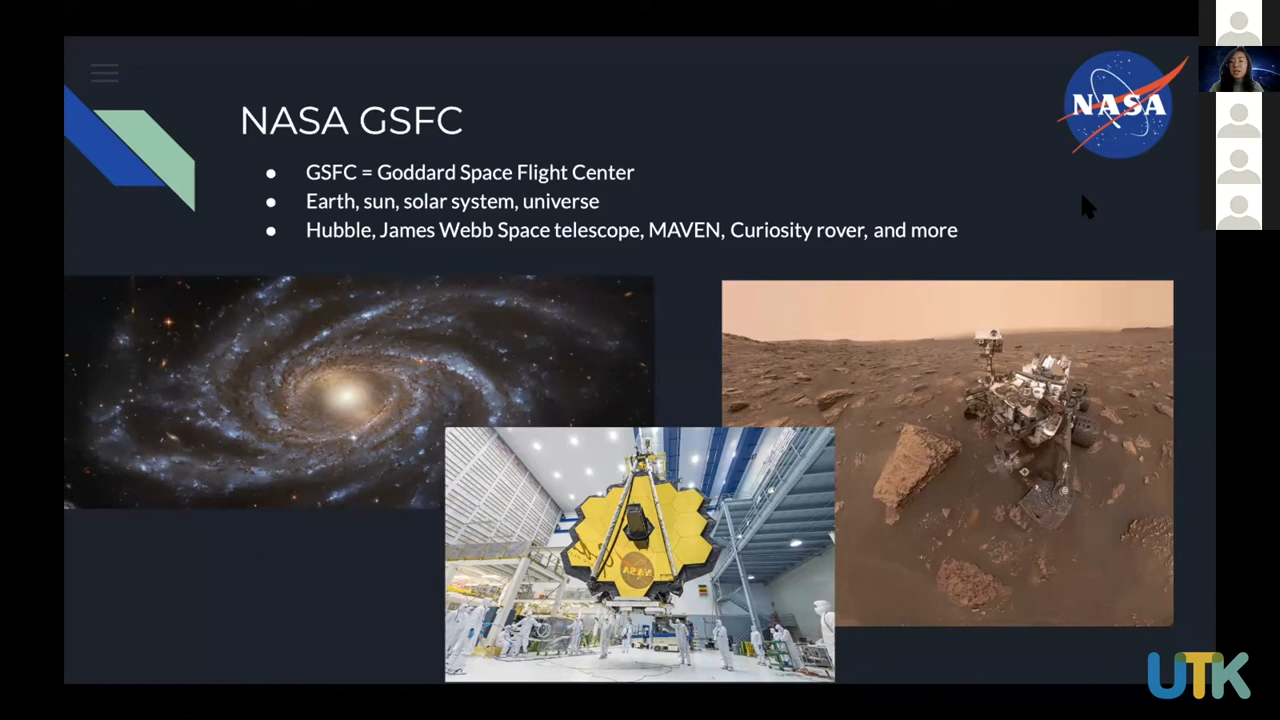 NASA GSFC
NASA
● GSFC = Goddard Space Flight Center
● Earth, sun, solar system, universe
● Hubble, James Webb Space telescope, MAVEN, Curiosity rover, and more
NASA
UTK